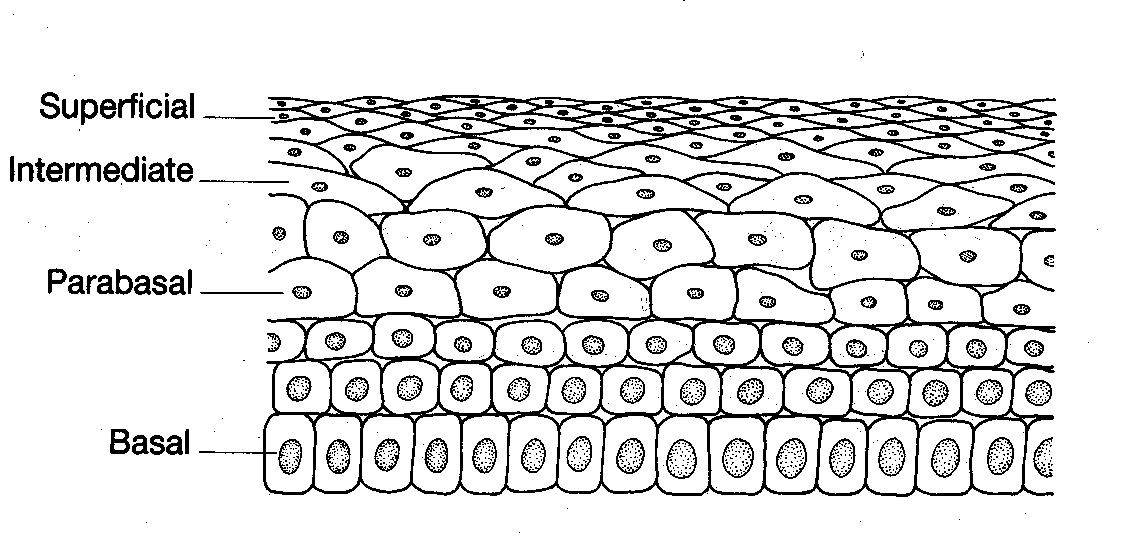 Superficial
Intermediate
Parabasal
Basal